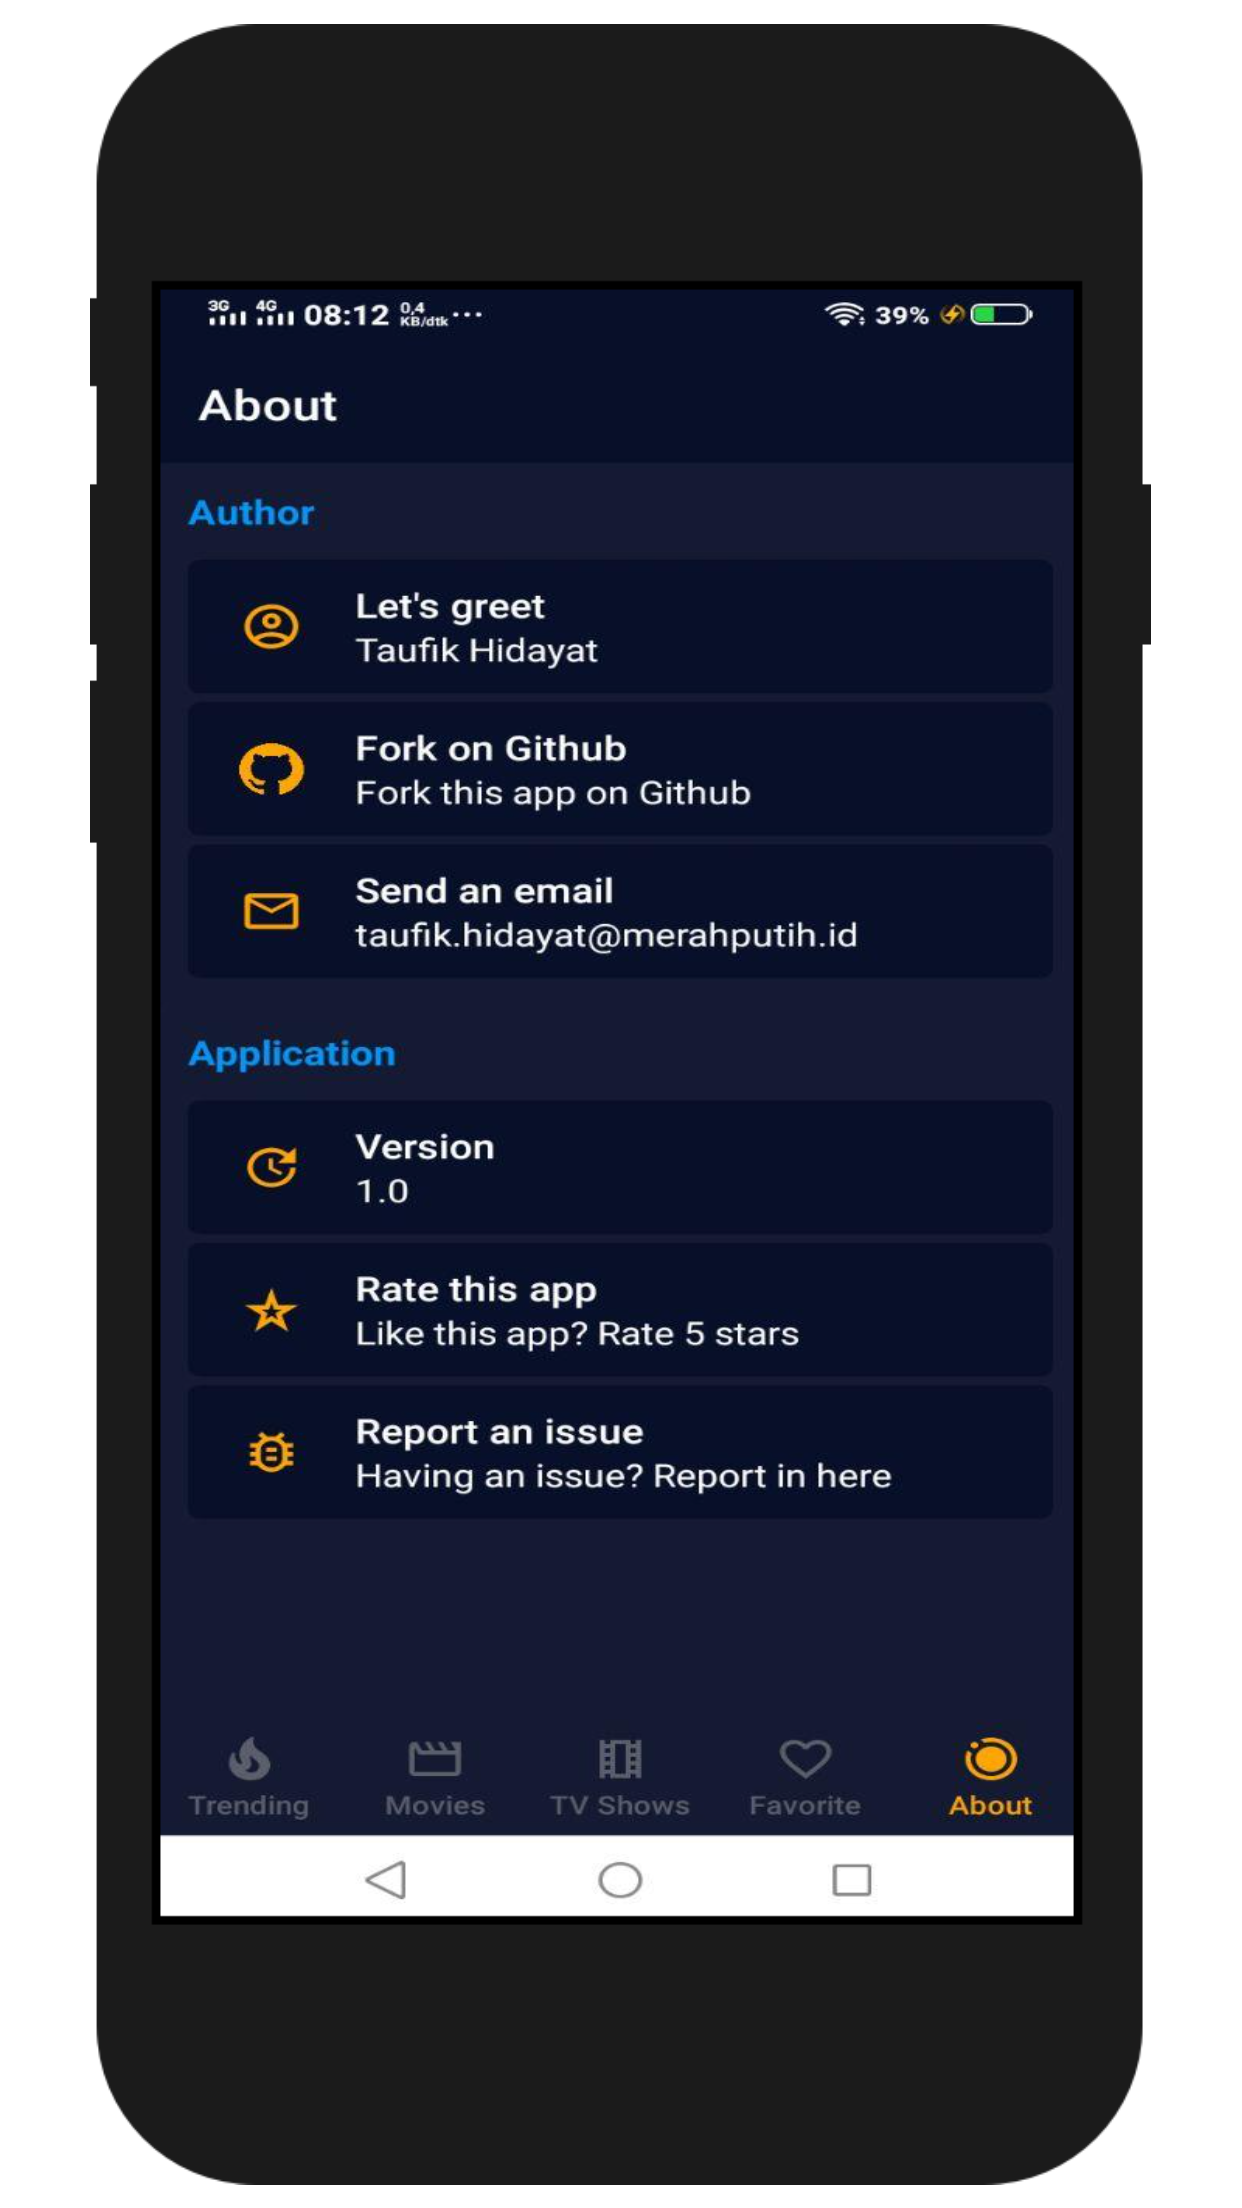 3G 4G 08:12 0,4 KB/dtk ... 39%
About
Author
Let's greet
Taufik Hidayat
Fork on Github
Fork this app on Github
Send an email
taufik.hidayat@merahputih.id
Application
Version
1.0
Rate this app
Like this app? Rate 5 stars
Report an issue
Having an issue? Report in here
Trending Movies TV Shows Favorite About